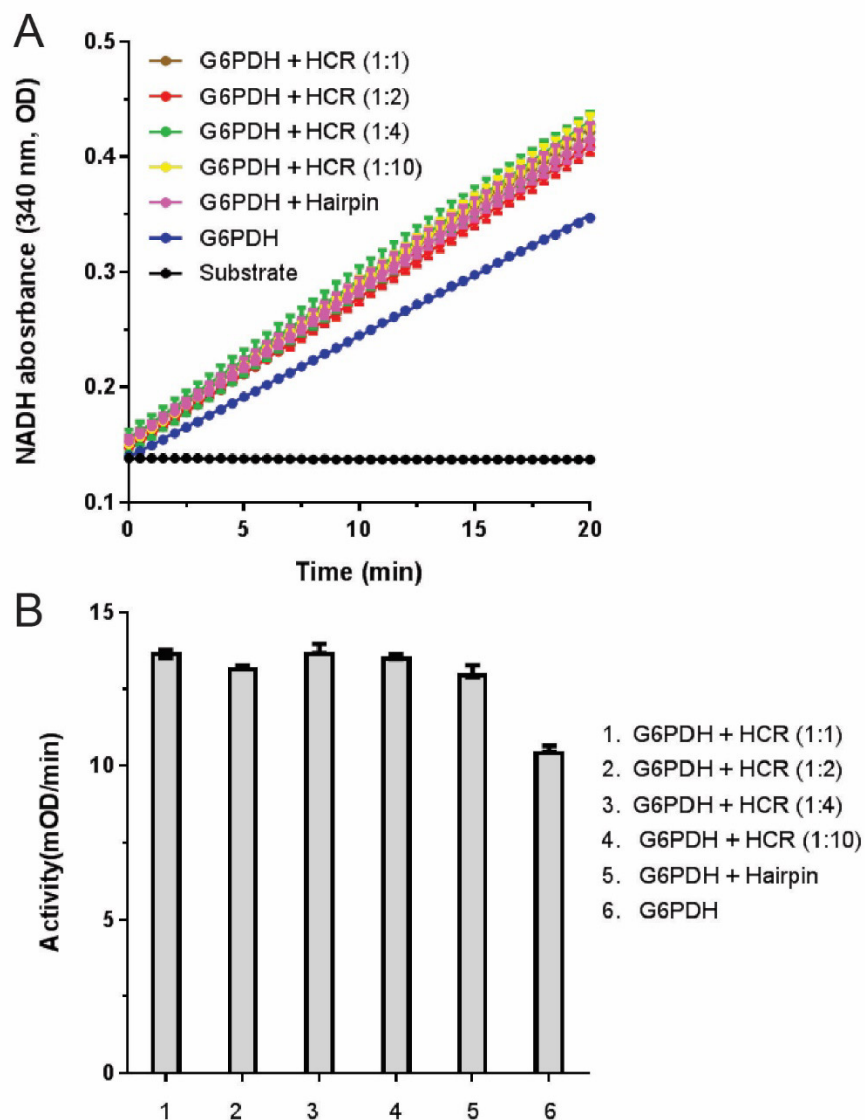 A
0.5
0.4
0.3
0.2
0.1
NADH abosrbance (340 nm, OD)
G6PDH + HCR (1:1)
G6PDH + HCR (1:2)
G6PDH + HCR (1:4)
G6PDH + HCR (1:10)
G6PDH + Hairpin
G6PDH
Substrate
0 5 10 15 20
Time (min)
B
15
10
5
0
Activity(mOD/min)
1 2 3 4 5 6
1. G6PDH + HCR (1:1)
2. G6PDH + HCR (1:2)
3. G6PDH + HCR (1:4)
4. G6PDH + HCR (1:10)
5. G6PDH + Hairpin
6. G6PDH